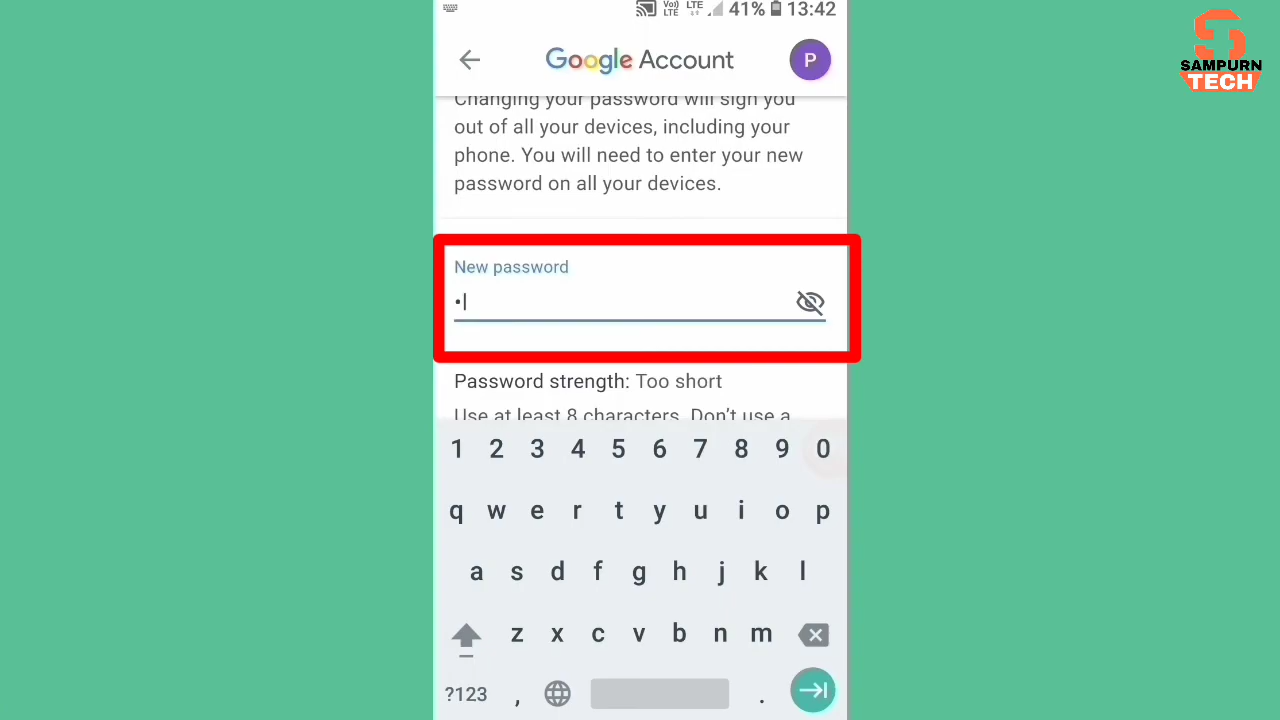 Vo)) LTE LTE 41% 13:42
SAMPURN
TECH
Google Account P
Changing your password will sign you
out of all your devices, including your
phone. You will need to enter your new
password on all your devices.
New password
•
Password strength: Too short
Use at least 8 characters. Don't use a
1 2 3 4 5 6 7 8 9 0
q w e r t y u i o p
a s d f g h j k l
z x c v b n m
?123 , .